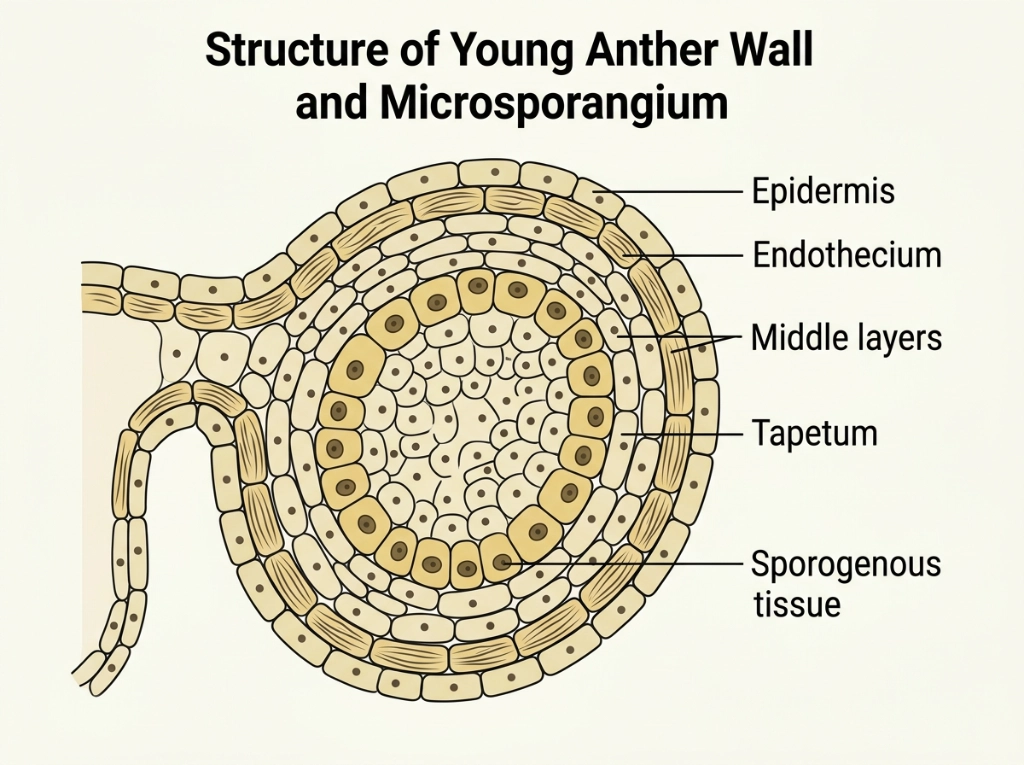 Structure of Young Anther Wall
and Microsporangium
Epidermis
Endothecium
Middle layers
Tapetum
Sporogenous
tissue